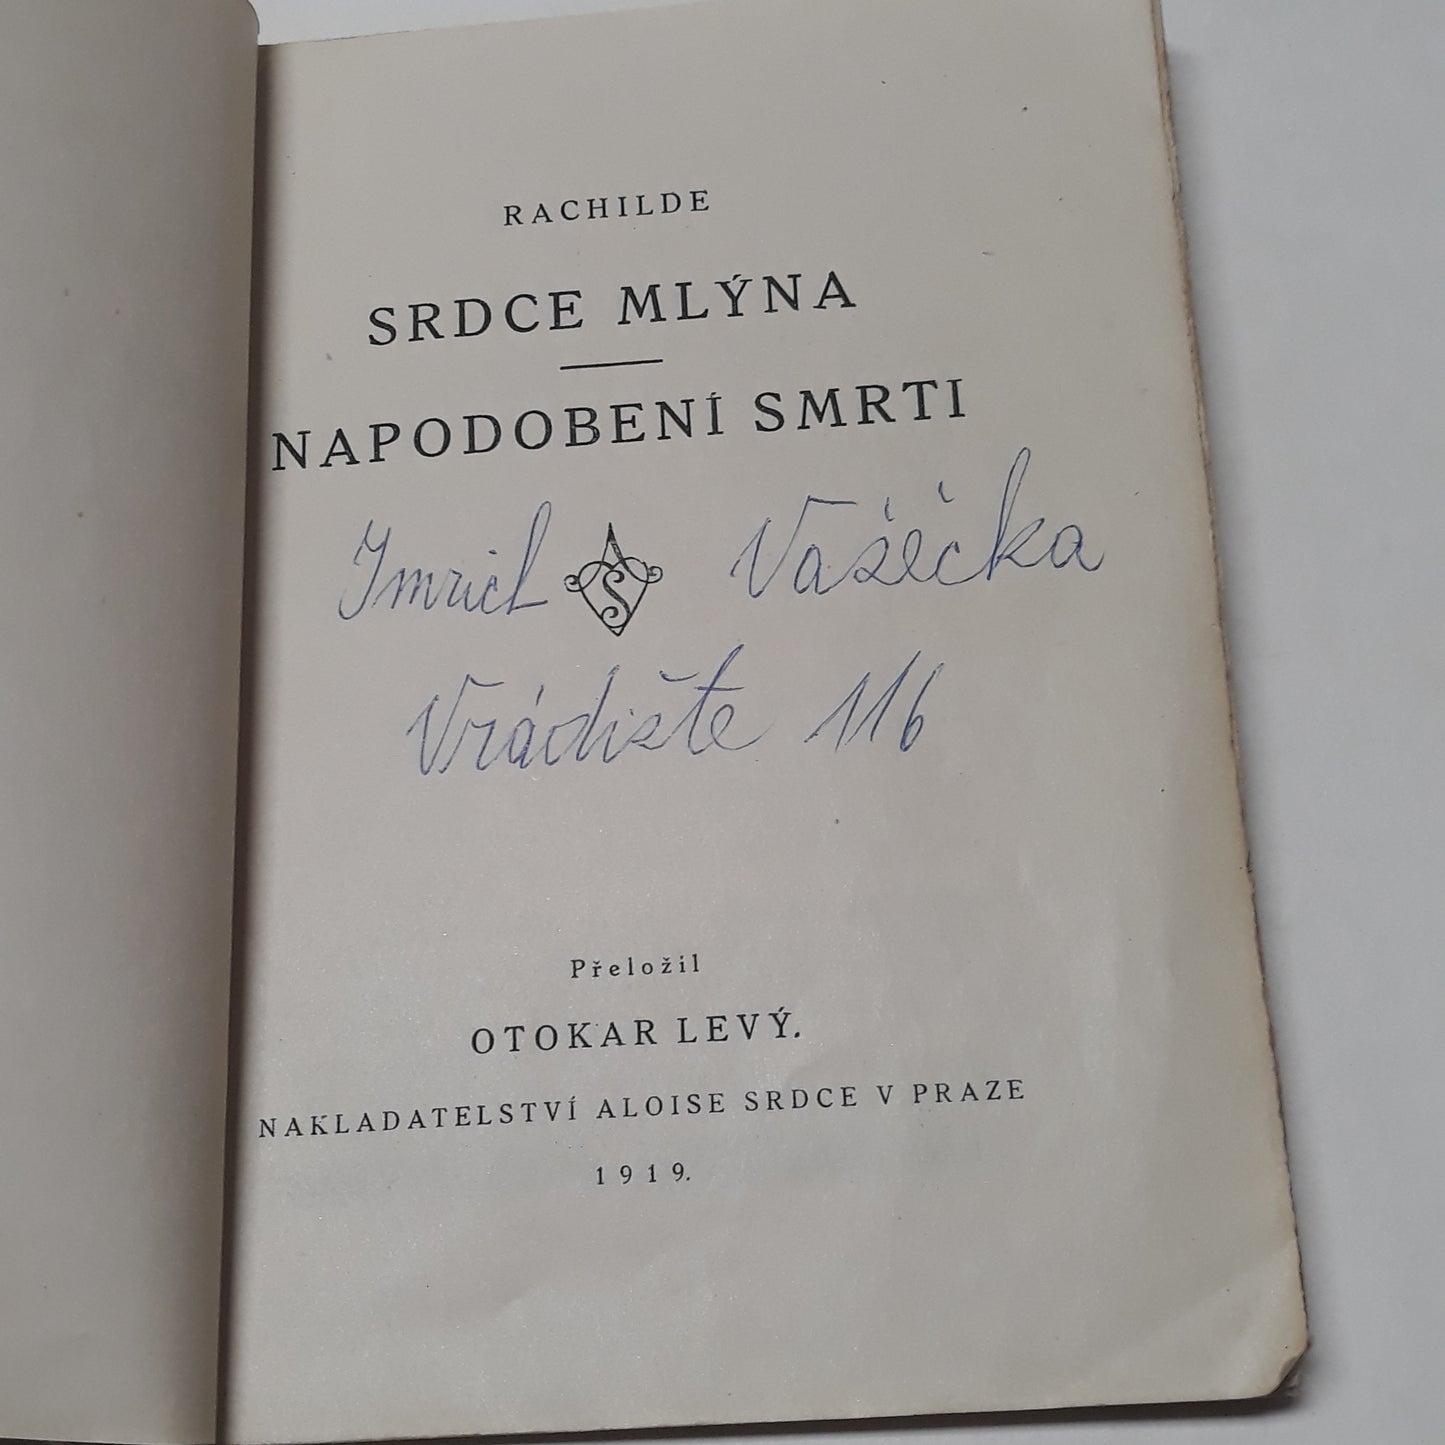 RACHILDE
SRDCE MLÝNA
NAPODOBENÍ SMRTI
Imrich Vašečka
Vrádište 116
Přeložil
OTOKAR LEVÝ.
NAKLADATELSTVÍ ALOISE SRDCE V PRAZE
1919.